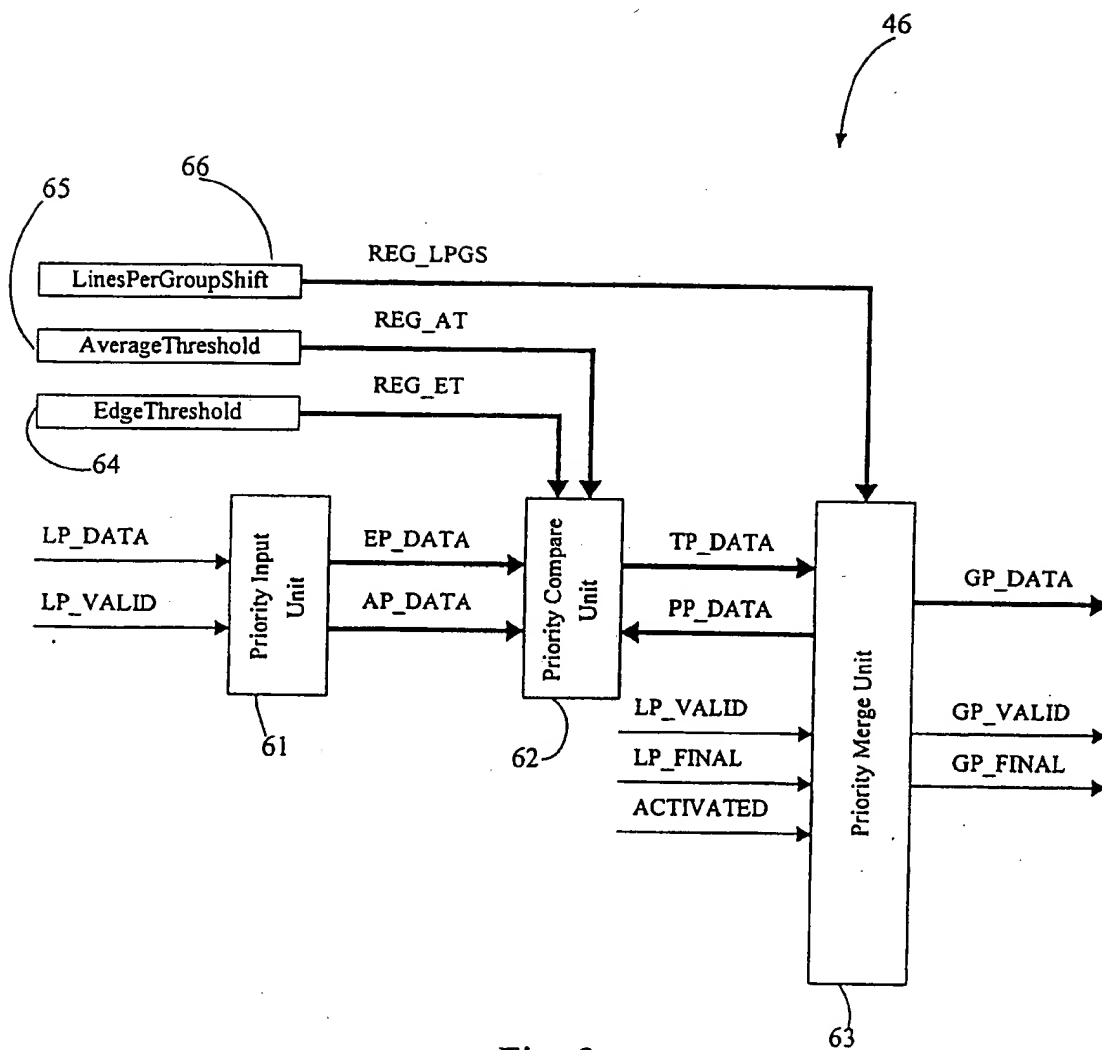 46
66
65
REG_LPGS
LinesPerGroupShift
REG_AT
AverageThreshold
REG_ET
EdgeThreshold
64
LP_DATA
EP_DATA
TP_DATA
GP_DATA
LP_VALID
AP_DATA
PP_DATA
Priority Input
Unit
Priority Compare
Unit
Priority Merge Unit
LP_VALID
GP_VALID
LP_FINAL
GP_FINAL
ACTIVATED
61
62
63